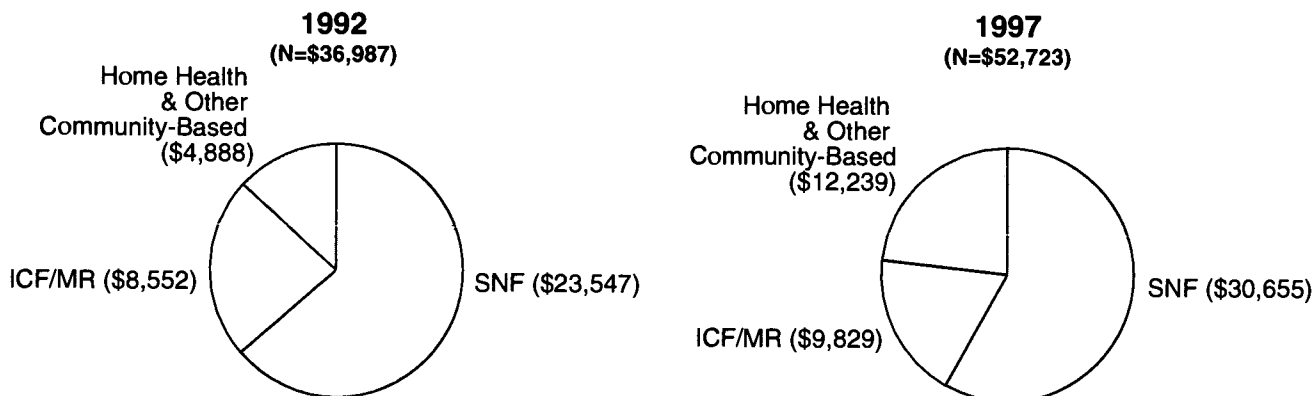 1992
(N=$36,987)
Home Health
& Other
Community-Based
($4,888)
ICF/MR ($8,552)
SNF ($23,547)
1997
(N=$52,723)
Home Health
& Other
Community-Based
($12,239)
ICF/MR ($9,829)
SNF ($30,655)